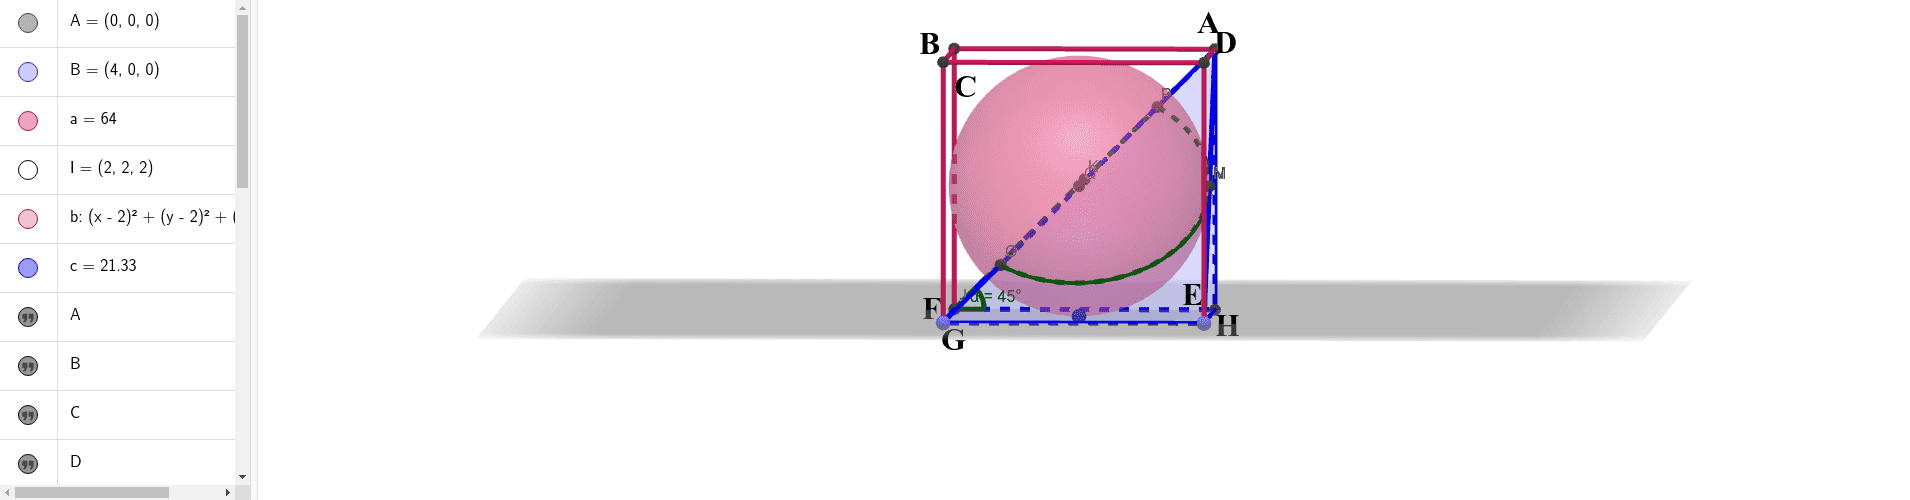 A = (0, 0, 0)
B = (4, 0, 0)
a = 64
I = (2, 2, 2)
b: (x - 2)² + (y - 2)² + (
c = 21.33
A
B
C
D
A
B
D
C
K
M
α = 45°
F
E
G
H